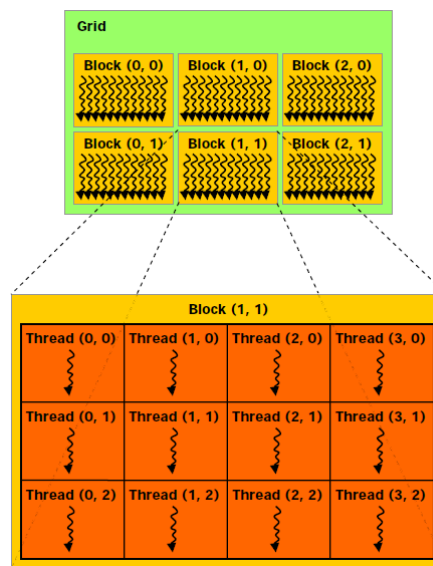 Grid
Block (0, 0) Block (1, 0) Block (2, 0)
Block (0, 1) Block (1, 1) Block (2, 1)
Block (1, 1)
Thread (0, 0) Thread (1, 0) Thread (2, 0) Thread (3, 0)
Thread (0, 1) Thread (1, 1) Thread (2, 1) Thread (3, 1)
Thread (0, 2) Thread (1, 2) Thread (2, 2) Thread (3, 2)